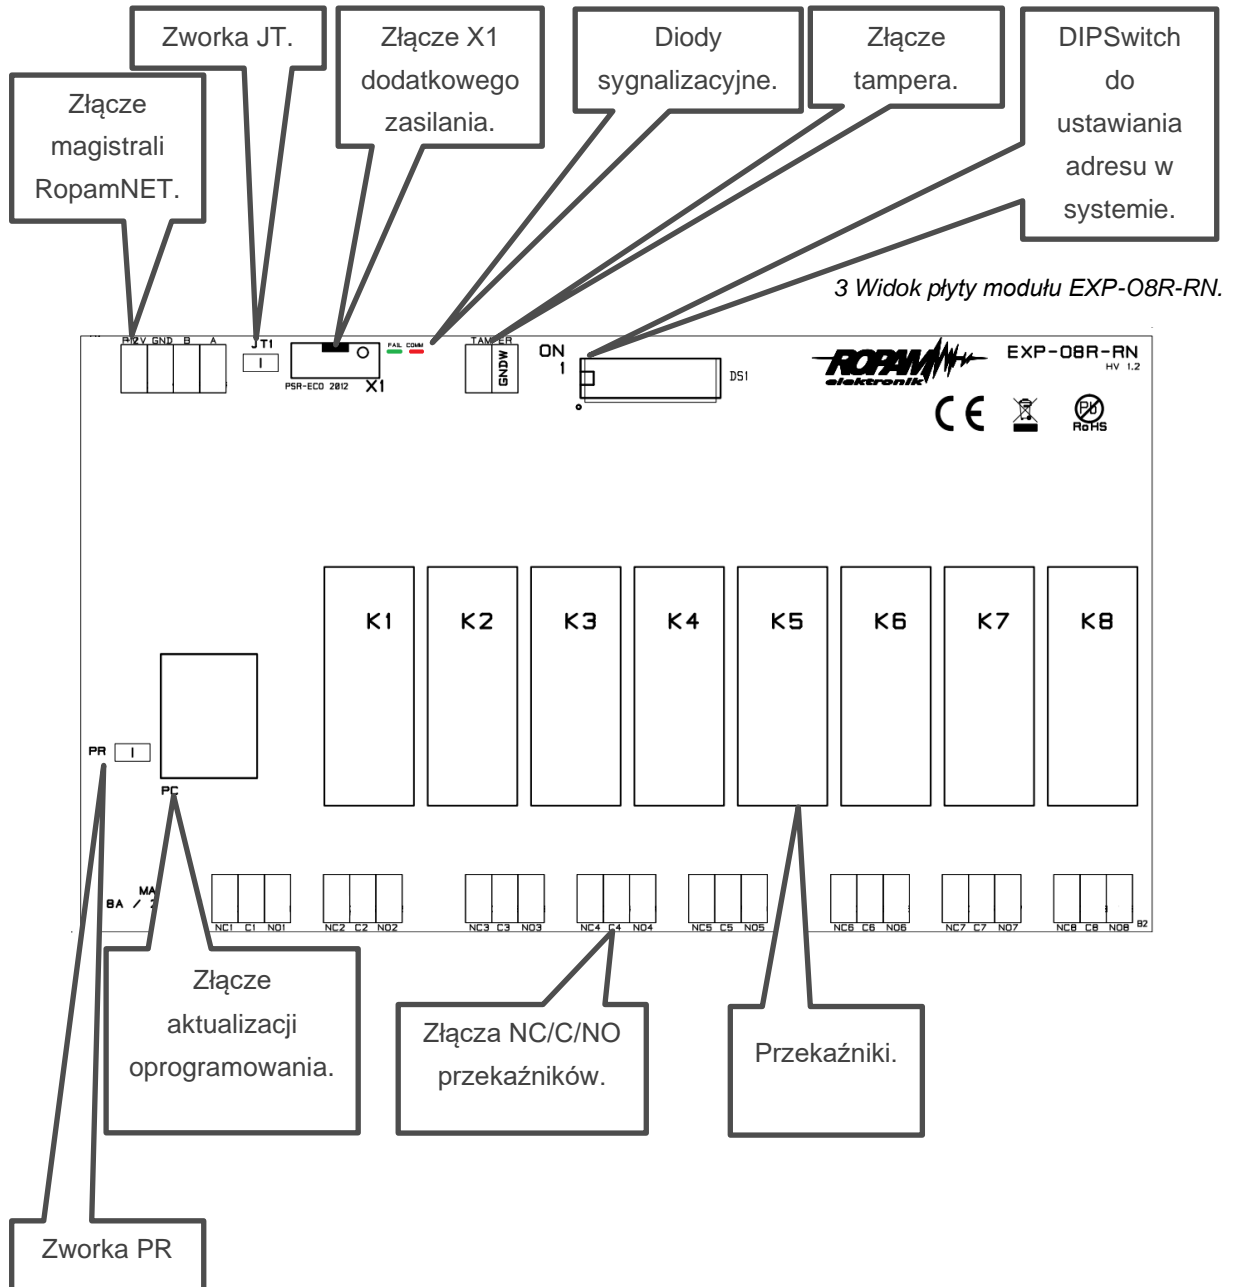 Zworka JT.
Złącze X1
dodatkowego
zasilania.
Diody
sygnalizacyjne.
Złącze
tampera.
DIPSwitch
do
ustawiania
adresu w
systemie.
Złącze
magistrali
RopamNET.
3 Widok płyty modułu EXP-O8R-RN.
GND B A
JT1
I
PSR-ECO 2012
X1
FAIL COMM
TAMPER
GNDW
ON
1
DS1
ROPAM
elektronik
EXP-O8R-RN
HV 1.2
CE
Pb
RoHS
K1 K2 K3 K4 K5 K6 K7 K8
PR
I
PC
NC1 C1 NO1
NC2 C2 NO2
NC3 C3 NO3
NC4 C4 NO4
NC5 C5 NO5
NC6 C6 NO6
NC7 C7 NO7
NC8 C8 NO8
B2
Złącze
aktualizacji
oprogramowania.
Złącza NC/C/NO
przekaźników.
Przekaźniki.
Zworka PR